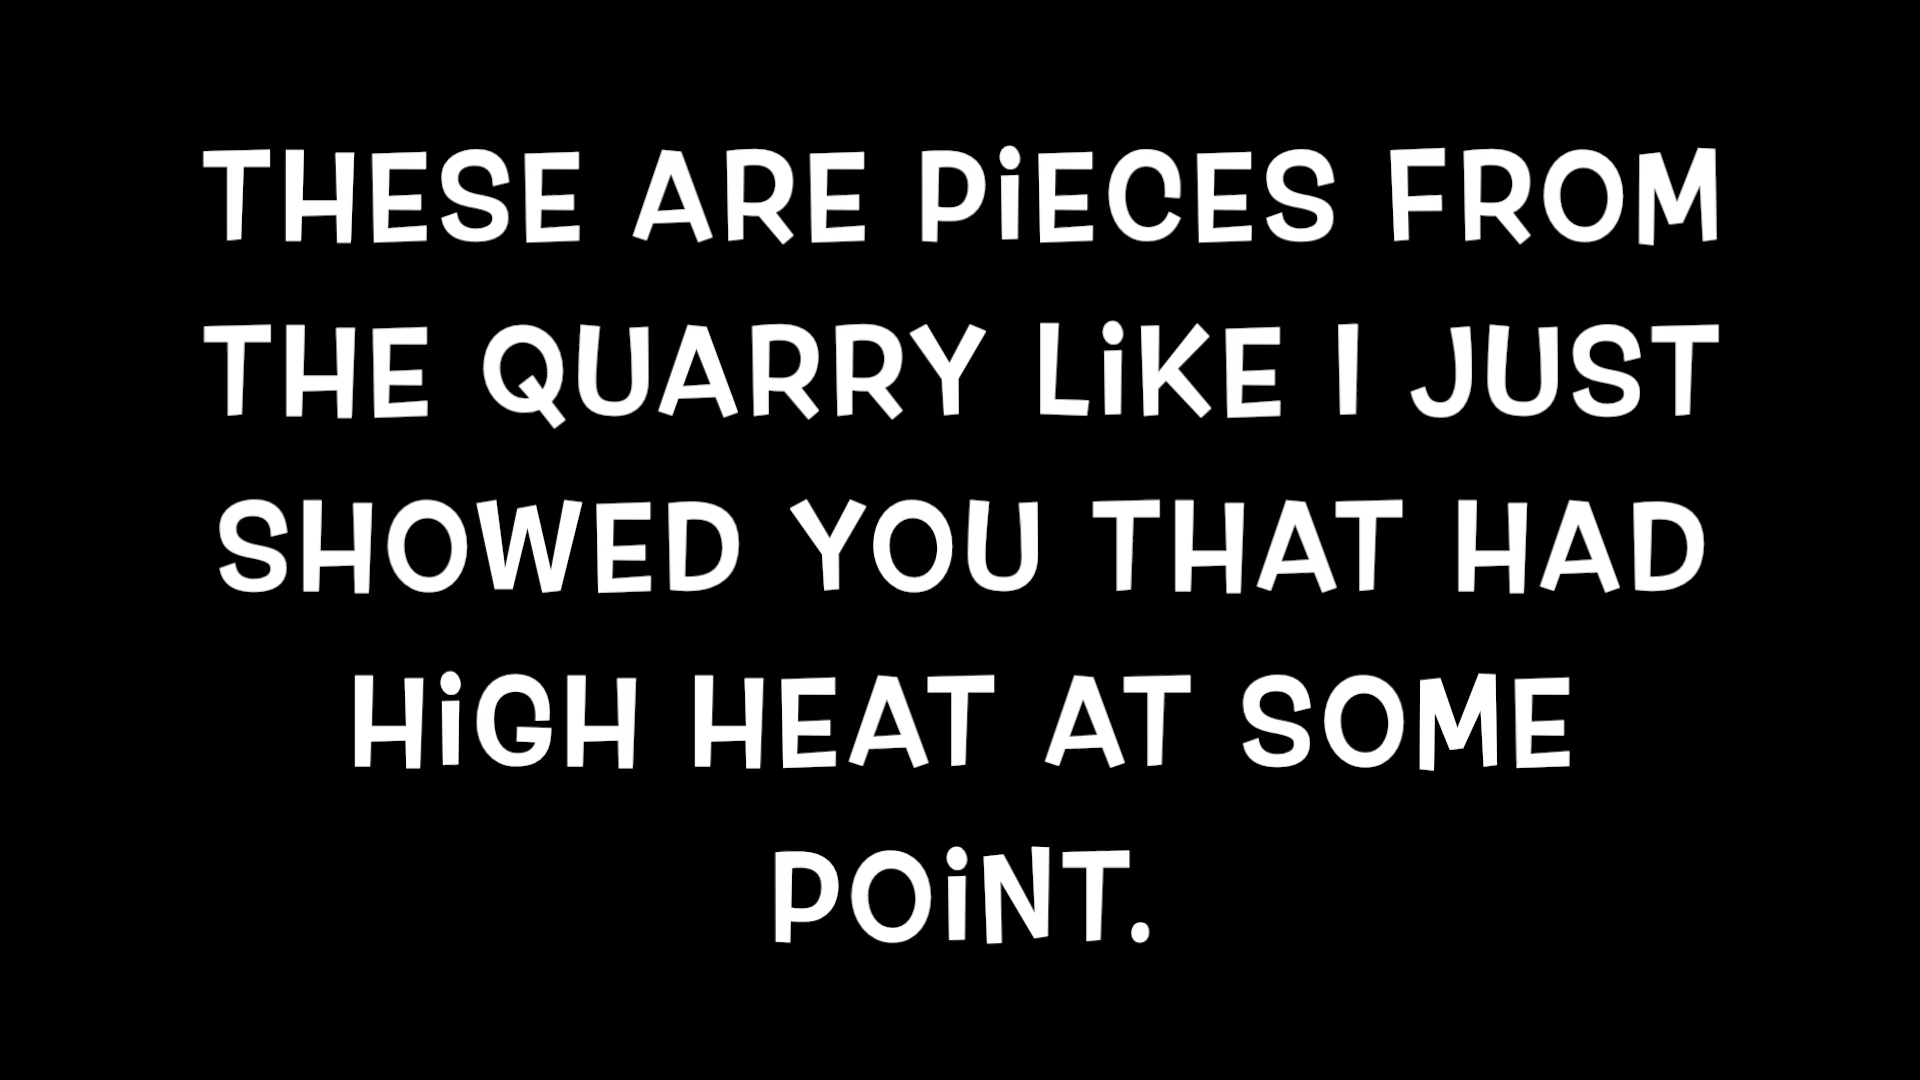 THESE ARE PiECES FROM
THE QUARRY LiKE I JUST
SHOWED YOU THAT HAD
HiGH HEAT AT SOME
POiNT.